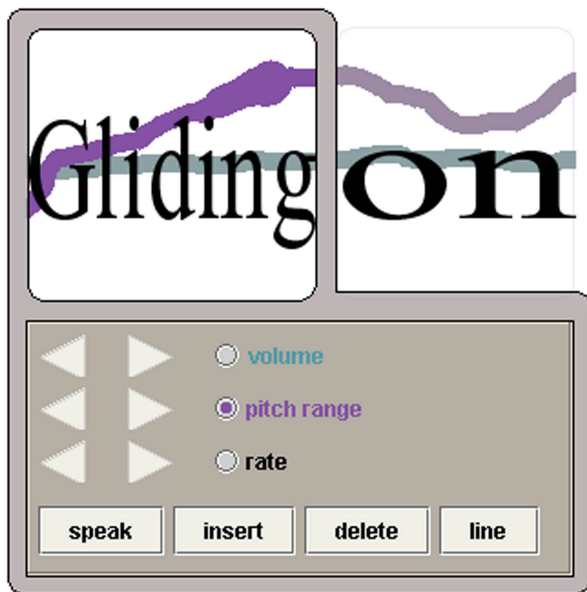 Gliding on
volume
pitch range
rate
speak insert delete line